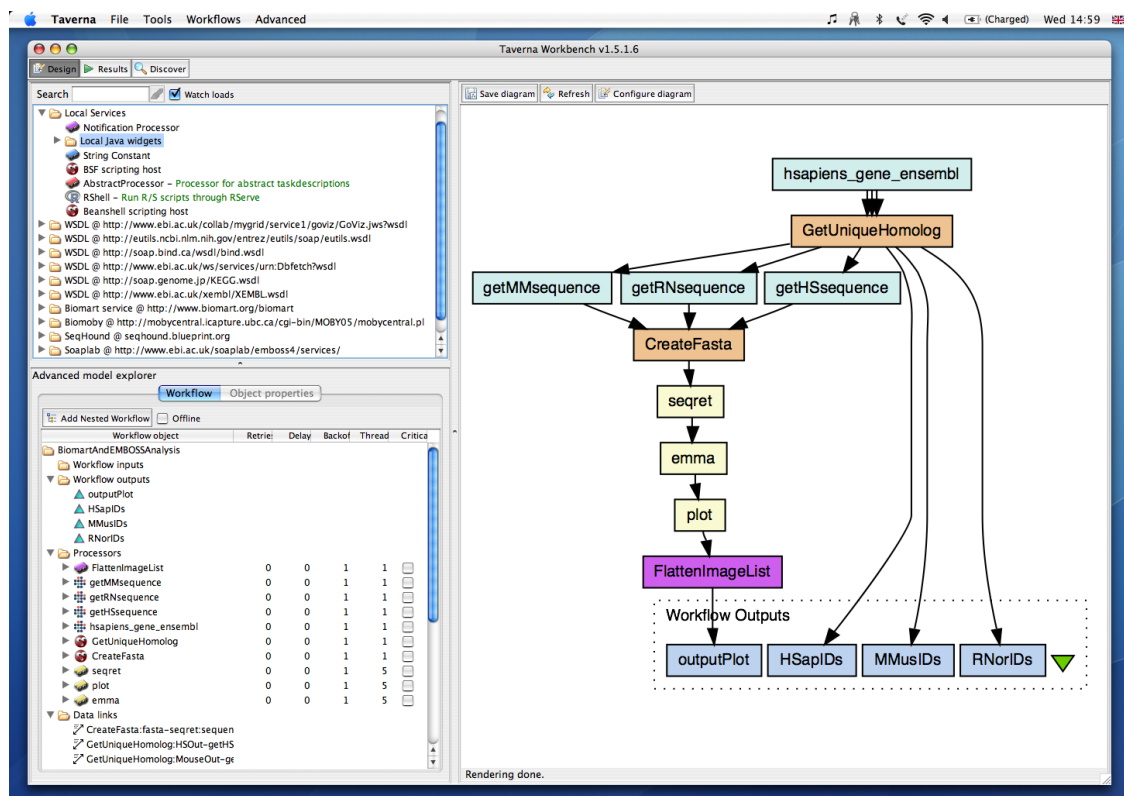 Taverna File Tools Workflows Advanced (Charged) Wed 14:59
Taverna Workbench v1.5.1.6
Design Results Discover
Search Watch loads
Local Services
Notification Processor
Local Java widgets
String Constant
BSF scripting host
AbstractProcessor - Processor for abstract taskdescriptions
RShell - Run R/S scripts through RServe
Beanshell scripting host
WSDL @ http://www.ebi.ac.uk/collab/mygrid/service1/goviz/GoViz.jws?wsdl
WSDL @ http://eutils.ncbi.nlm.nih.gov/entrez/eutils/soap/eutils.wsdl
WSDL @ http://soap.bind.ca/wsdl/bind.wsdl
WSDL @ http://www.ebi.ac.uk/ws/services/urn:Dbfetch?wsdl
WSDL @ http://soap.genome.jp/KEGG.wsdl
WSDL @ http://www.ebi.ac.uk/xembl/XEMBL.wsdl
Biomart service @ http://www.biomart.org/biomart
Biomoby @ http://mobycentral.icapture.ubc.ca/cgi-bin/MOBY05/mobycentral.pl
SeqHound @ seqhound.blueprint.org
Soaplab @ http://www.ebi.ac.uk/soaplab/emboss4/services/
Advanced model explorer
Workflow Object properties
Add Nested Workflow Offline
Workflow object Retrie: Delay Backof Thread Critica
BiomartAndEMBOSSAnalysis
Workflow inputs
Workflow outputs
outputPlot
HSapIDs
MMusIDs
RNorIDs
Processors
FlattenImageList 0 0 1 1
getMMsequence 0 0 1 1
getRNsequence 0 0 1 1
getHSsequence 0 0 1 1
hsapiens_gene_ensembl 0 0 1 1
GetUniqueHomolog 0 0 1 1
CreateFasta 0 0 1 1
seqret 0 0 1 5
plot 0 0 1 5
emma 0 0 1 5
Data links
CreateFasta:fasta-seqret:sequen
GetUniqueHomolog:HSOut-getHS
GetUniqueHomolog:MouseOut-ge
Save diagram Refresh Configure diagram
hsapiens_gene_ensembl
GetUniqueHomolog
getMMsequence getRNsequence getHSsequence
CreateFasta
seqret
emma
plot
FlattenImageList
Workflow Outputs
outputPlot HSapIDs MMusIDs RNorIDs
Rendering done.